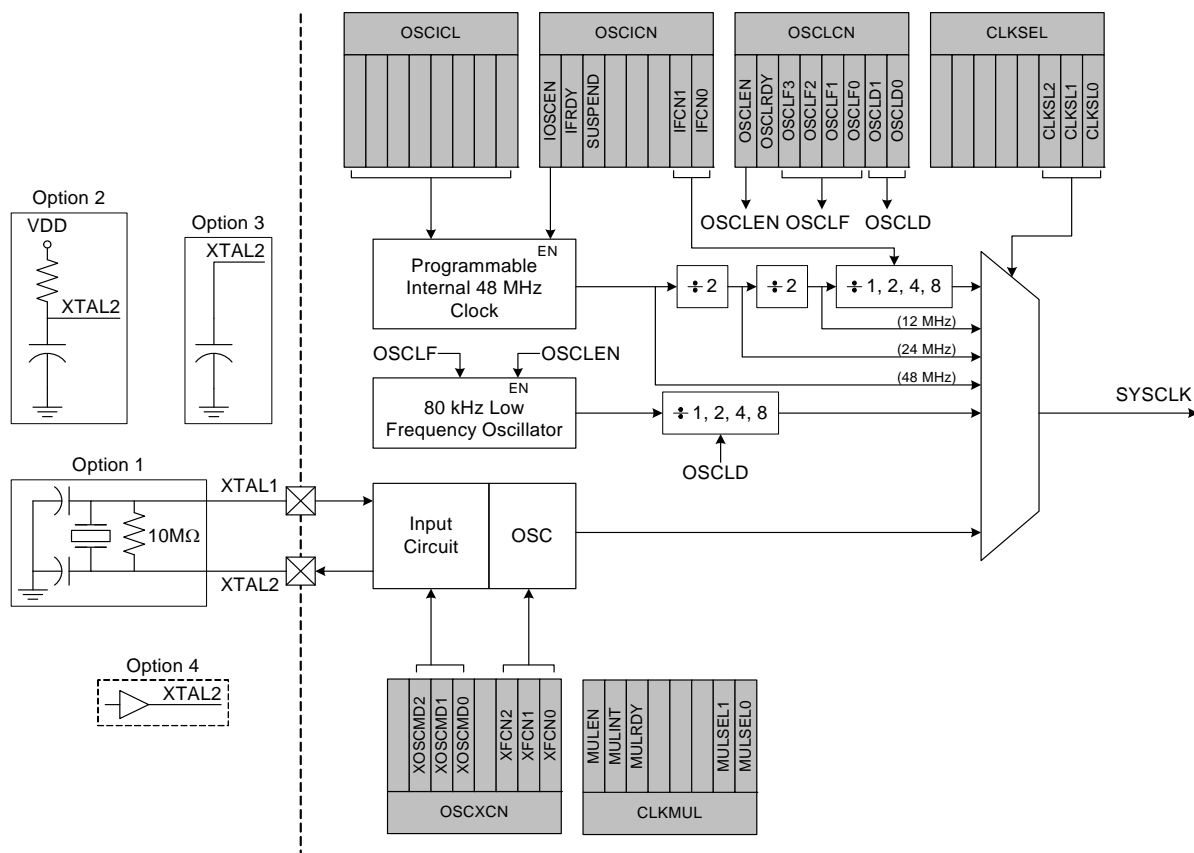 OSCICL
OSCICN
OSCLCN
CLKSEL
IOSCEN
IFRDY
SUSPEND
IFCN1
IFCN0
OSCLEN
OSCLRDY
OSCLF3
OSCLF2
OSCLF1
OSCLF0
OSCLD1
OSCLD0
CLKSL2
CLKSL1
CLKSL0
Option 2
VDD
XTAL2
Option 3
XTAL2
OSCLEN OSCLF OSCLD
EN
Programmable
Internal 48 MHz
Clock
÷ 2
÷ 2
÷ 1, 2, 4, 8
(12 MHz)
(24 MHz)
(48 MHz)
OSCLF
OSCLEN
EN
80 kHz Low
Frequency Oscillator
÷ 1, 2, 4, 8
OSCLD
SYSCLK
Option 1
XTAL1
10MΩ
XTAL2
Input
Circuit
OSC
Option 4
XTAL2
XOSCMD2
XOSCMD1
XOSCMD0
XFCN2
XFCN1
XFCN0
OSCXCN
MULEN
MULINT
MULRDY
MULSEL1
MULSEL0
CLKMUL